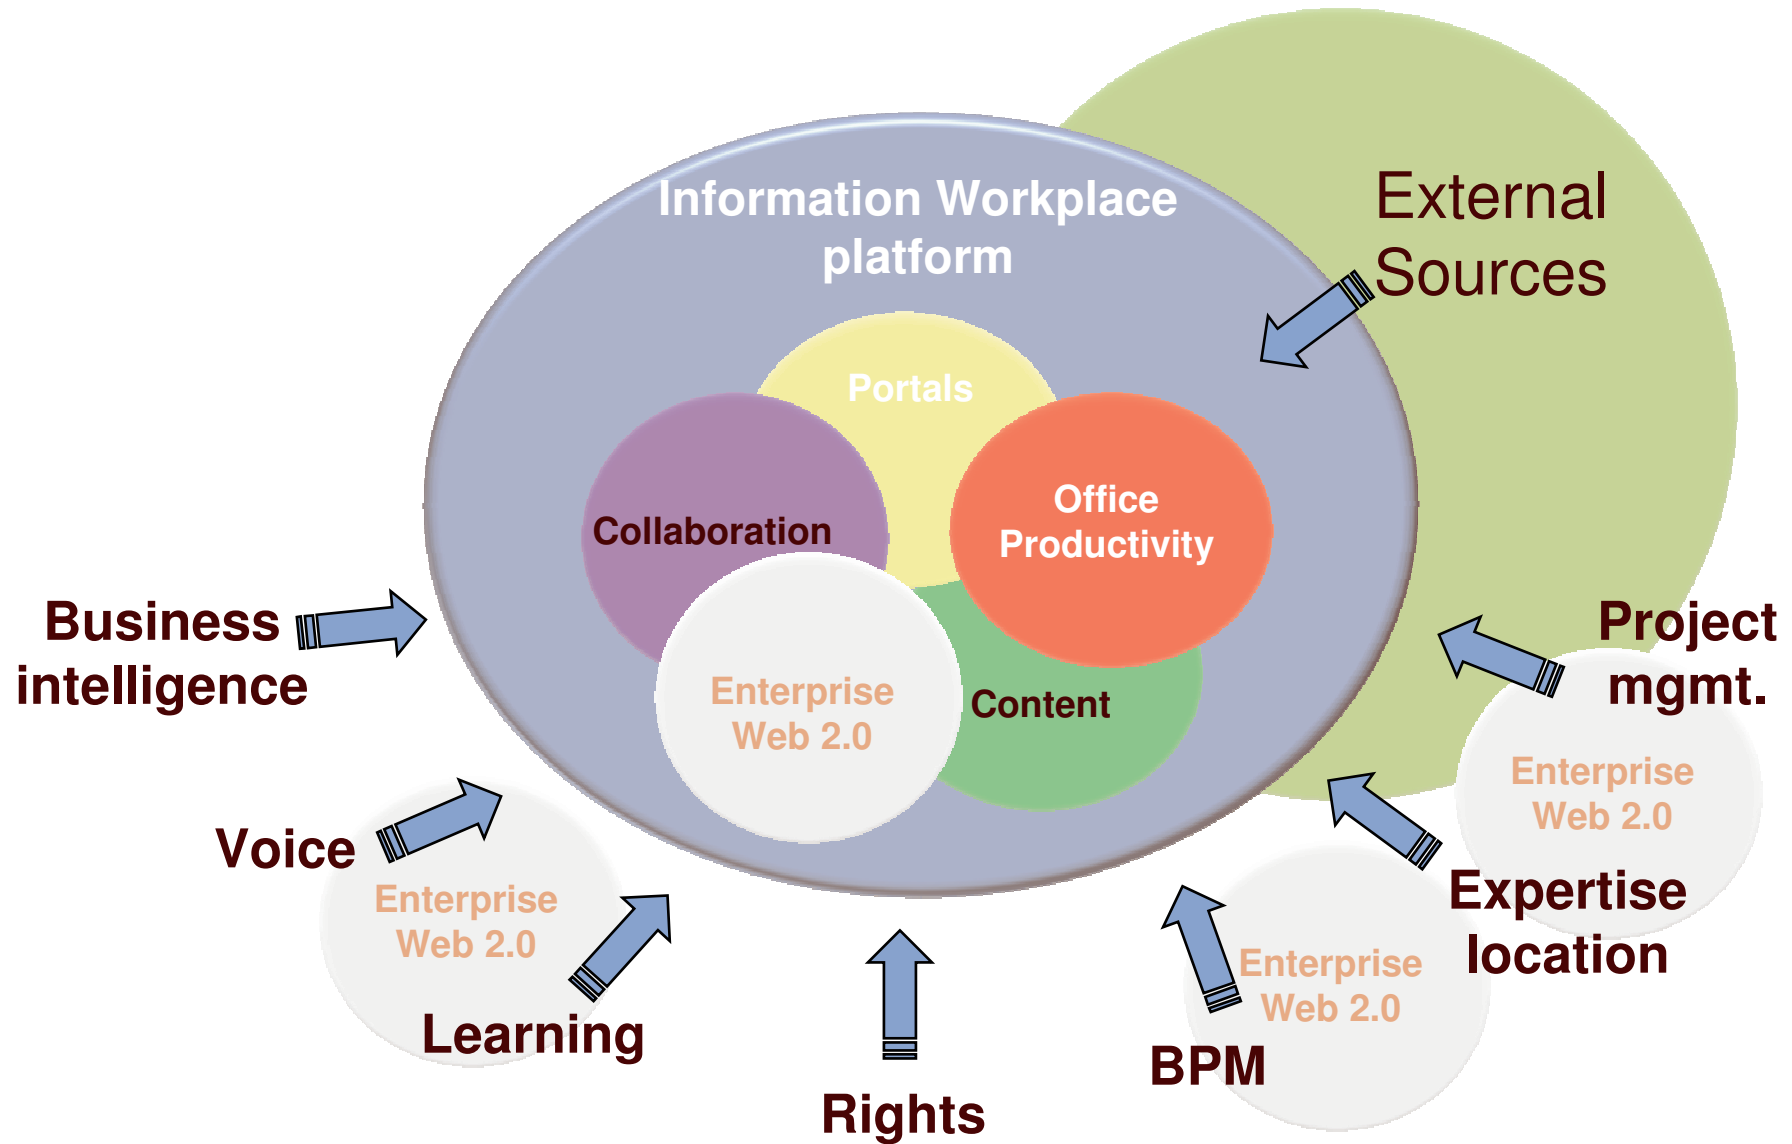 Information Workplace
platform
External
Sources
Portals
Collaboration
Office
Productivity
Enterprise
Web 2.0
Content
Business
intelligence
Project
mgmt.
Voice
Enterprise
Web 2.0
Learning
Rights
BPM
Enterprise
Web 2.0
Expertise
location
Enterprise
Web 2.0